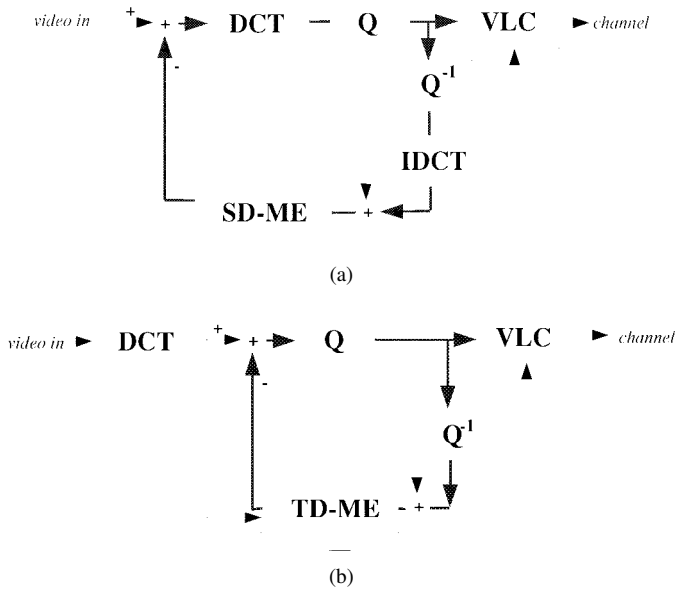 video in + + DCT Q VLC channel
-
Q-1
IDCT
SD-ME +
(a)
video in DCT + + Q VLC channel
-
Q-1
TD-ME +
(b)